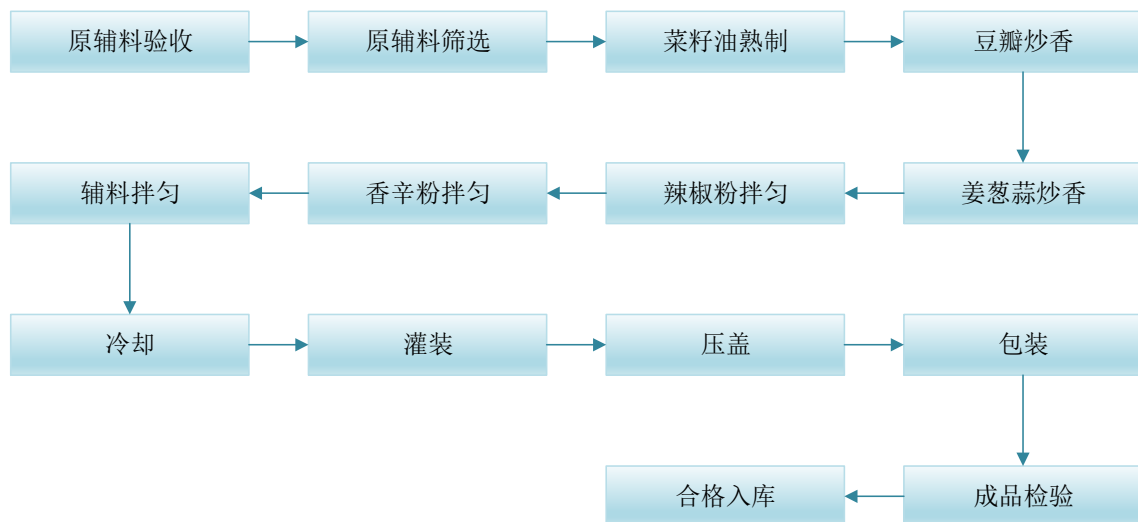 原辅料验收
原辅料筛选
菜籽油熟制
豆瓣炒香
姜葱蒜炒香
辣椒粉拌匀
香辛粉拌匀
辅料拌匀
冷却
灌装
压盖
包装
成品检验
合格入库